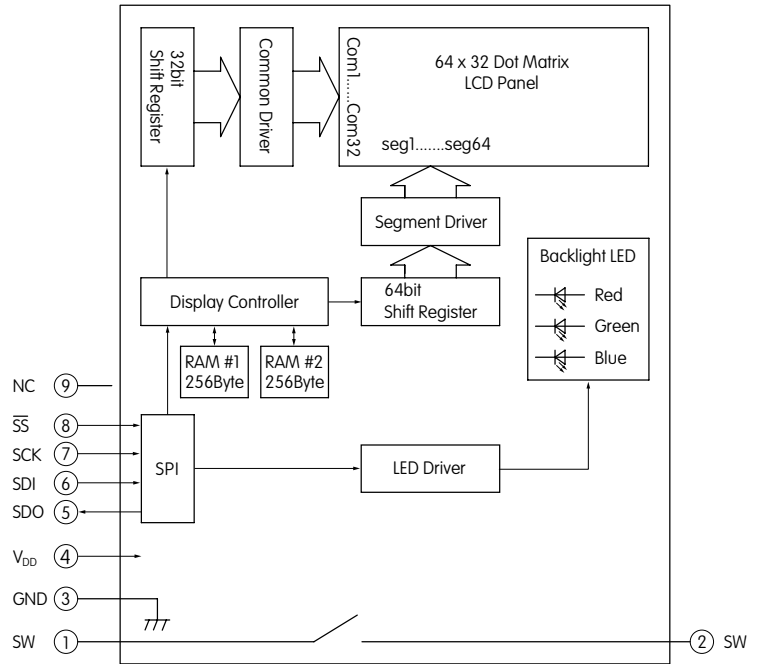 32bit
Shift Register
Common Driver
Com1......Com32
64 x 32 Dot Matrix
LCD Panel
seg1.......seg64
Segment Driver
Backlight LED
Red
Green
Blue
Display Controller
64bit
Shift Register
RAM #1
256Byte
RAM #2
256Byte
NC 9
S̅S̅ 8
SCK 7
SDI 6
SDO 5
SPI
LED Driver
VDD 4
GND 3
SW 1
2 SW